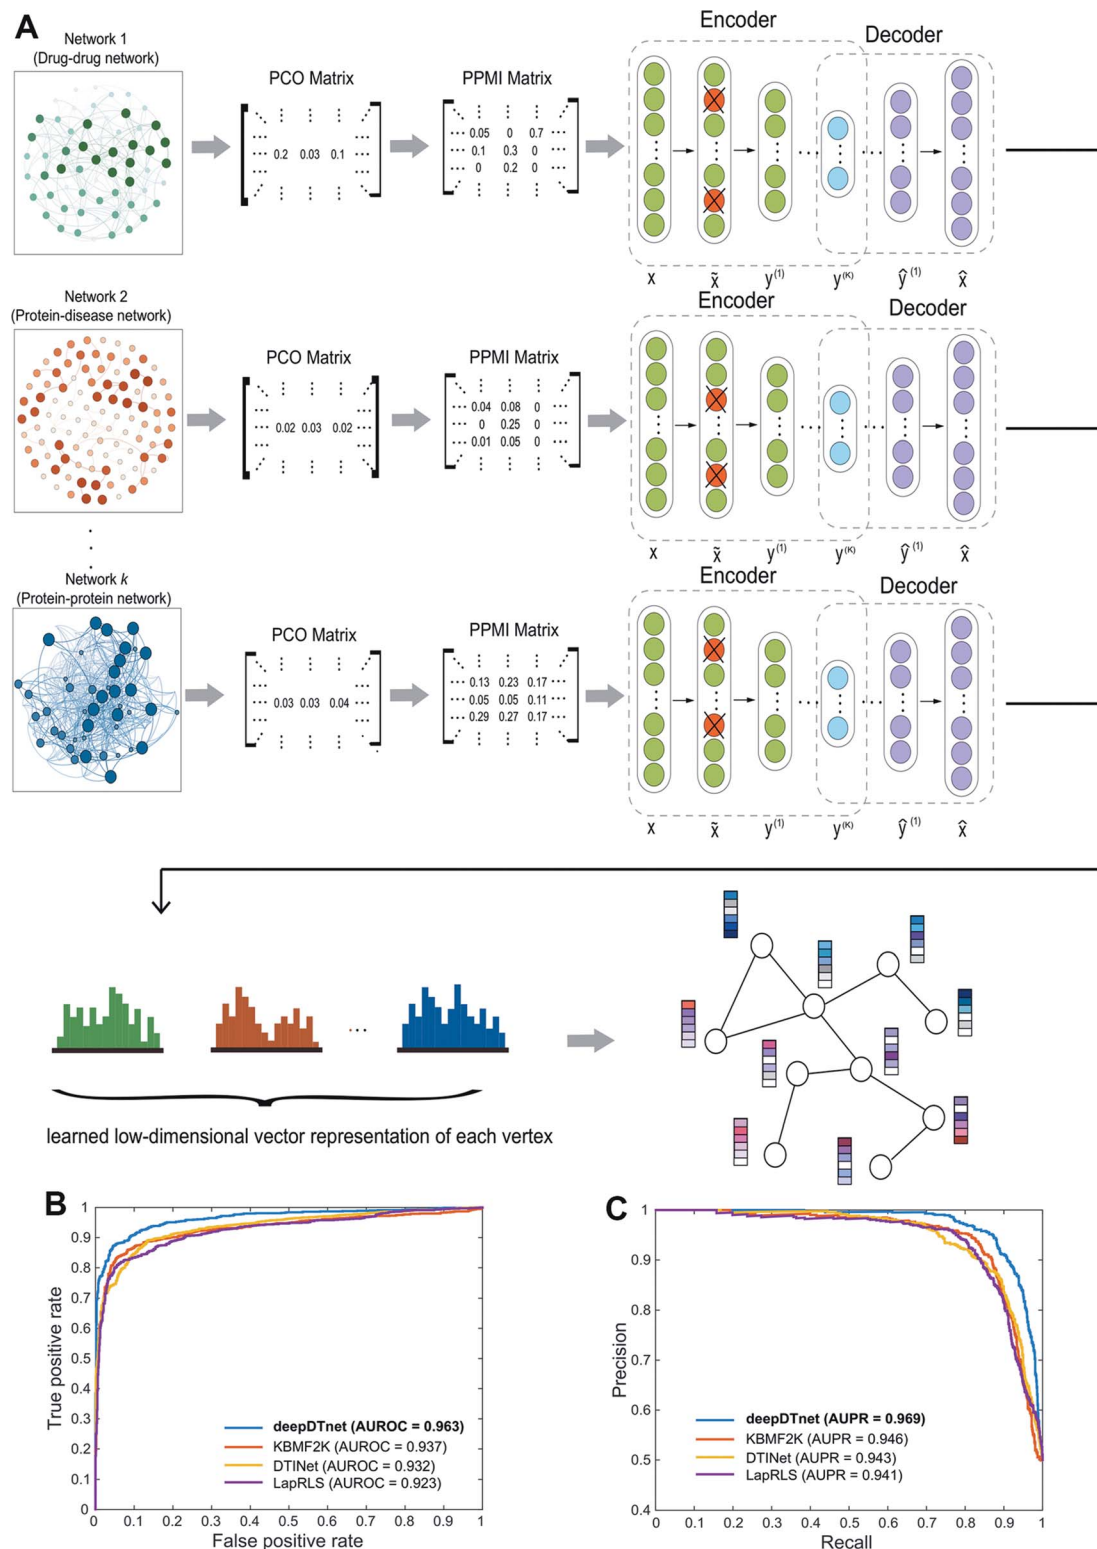 A
Network 1
(Drug-drug network)
PCO Matrix
0.2 0.03 0.1
PPMI Matrix
0.05 0 0.7
0.1 0.3 0
0 0.2 0
Encoder
Decoder
x x̃ y(1) y(K) ŷ(1) x̂
Network 2
(Protein-disease network)
PCO Matrix
0.02 0.03 0.02
PPMI Matrix
0.04 0.08 0
0 0.25 0
0.01 0.05 0
Encoder
Decoder
x x̃ y(1) y(K) ŷ(1) x̂
Network k
(Protein-protein network)
PCO Matrix
0.03 0.03 0.04
PPMI Matrix
0.13 0.23 0.17
0.05 0.05 0.11
0.29 0.27 0.17
Encoder
Decoder
x x̃ y(1) y(K) ŷ(1) x̂
learned low-dimensional vector representation of each vertex
B
True positive rate
1
0.9
0.8
0.7
0.6
0.5
0.4
0.3
0.2
0.1
0
deepDTnet (AUROC = 0.963)
KBMF2K (AUROC = 0.937)
DTINet (AUROC = 0.932)
LapRLS (AUROC = 0.923)
0 0.1 0.2 0.3 0.4 0.5 0.6 0.7 0.8 0.9 1
False positive rate
C
Precision
1
0.9
0.8
0.7
0.6
0.5
0.4
deepDTnet (AUPR = 0.969)
KBMF2K (AUPR = 0.946)
DTINet (AUPR = 0.943)
LapRLS (AUPR = 0.941)
0 0.1 0.2 0.3 0.4 0.5 0.6 0.7 0.8 0.9 1
Recall